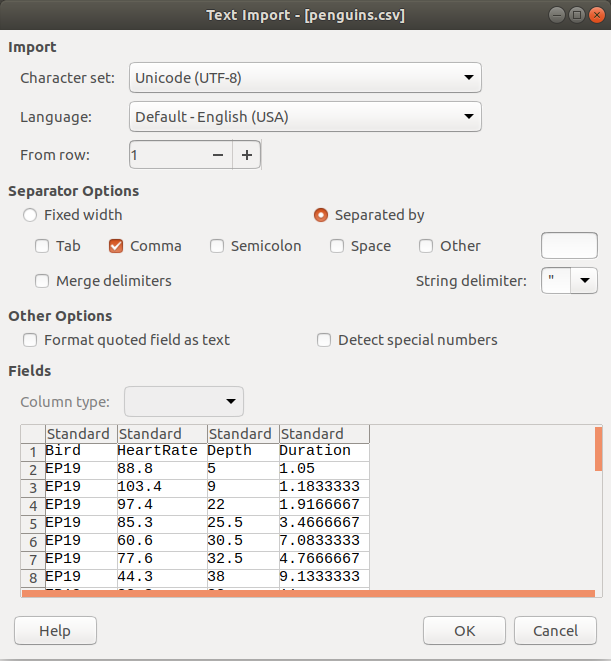 Text Import - [penguins.csv]
Import
Character set: Unicode (UTF-8)
Language: Default - English (USA)
From row: 1
Separator Options
Fixed width Separated by
Tab Comma Semicolon Space Other
Merge delimiters String delimiter: "
Other Options
Format quoted field as text Detect special numbers
Fields
Column type:
Standard Standard Standard Standard
1 Bird HeartRate Depth Duration
2 EP19 88.8 5 1.05
3 EP19 103.4 9 1.1833333
4 EP19 97.4 22 1.9166667
5 EP19 85.3 25.5 3.4666667
6 EP19 60.6 30.5 7.0833333
7 EP19 77.6 32.5 4.7666667
8 EP19 44.3 38 9.1333333
Help OK Cancel